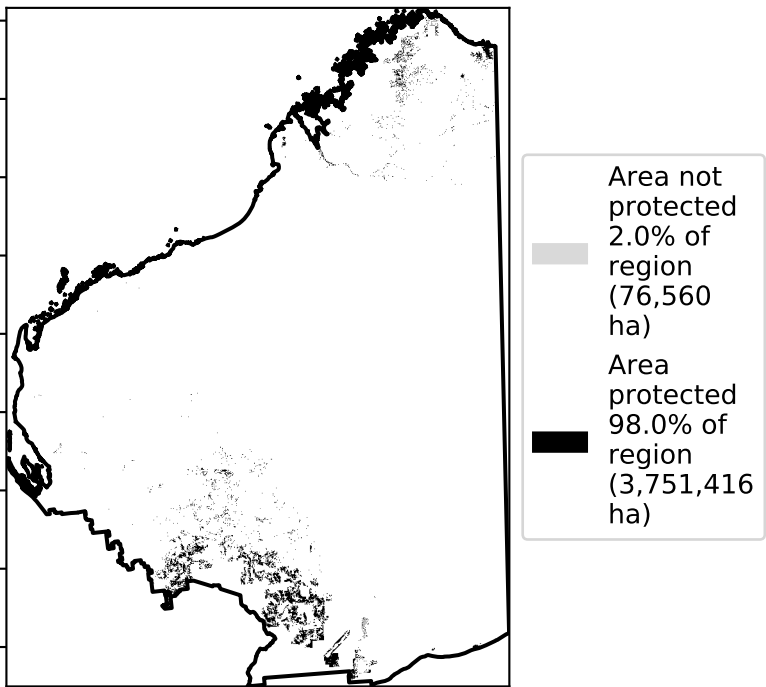 Area not
protected
2.0% of
region
(76,560
ha)
Area
protected
98.0% of
region
(3,751,416
ha)